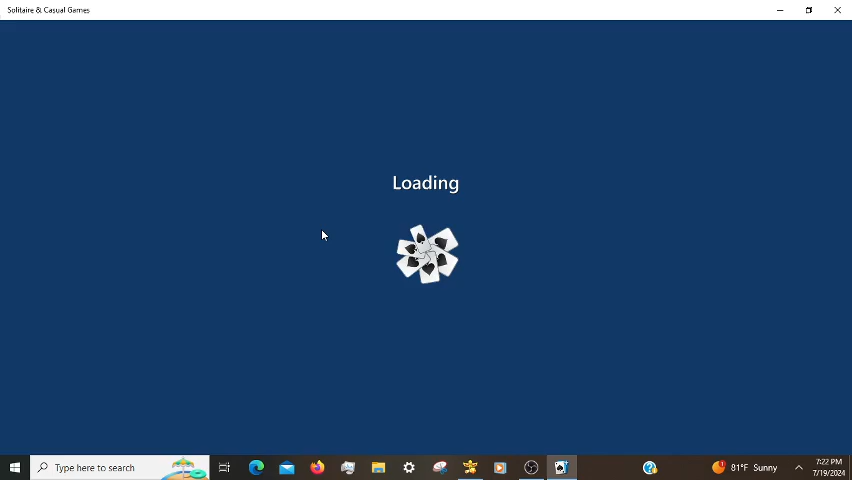 Solitaire & Casual Games
Loading
Type here to search
81°F Sunny
7:22 PM
7/19/2024